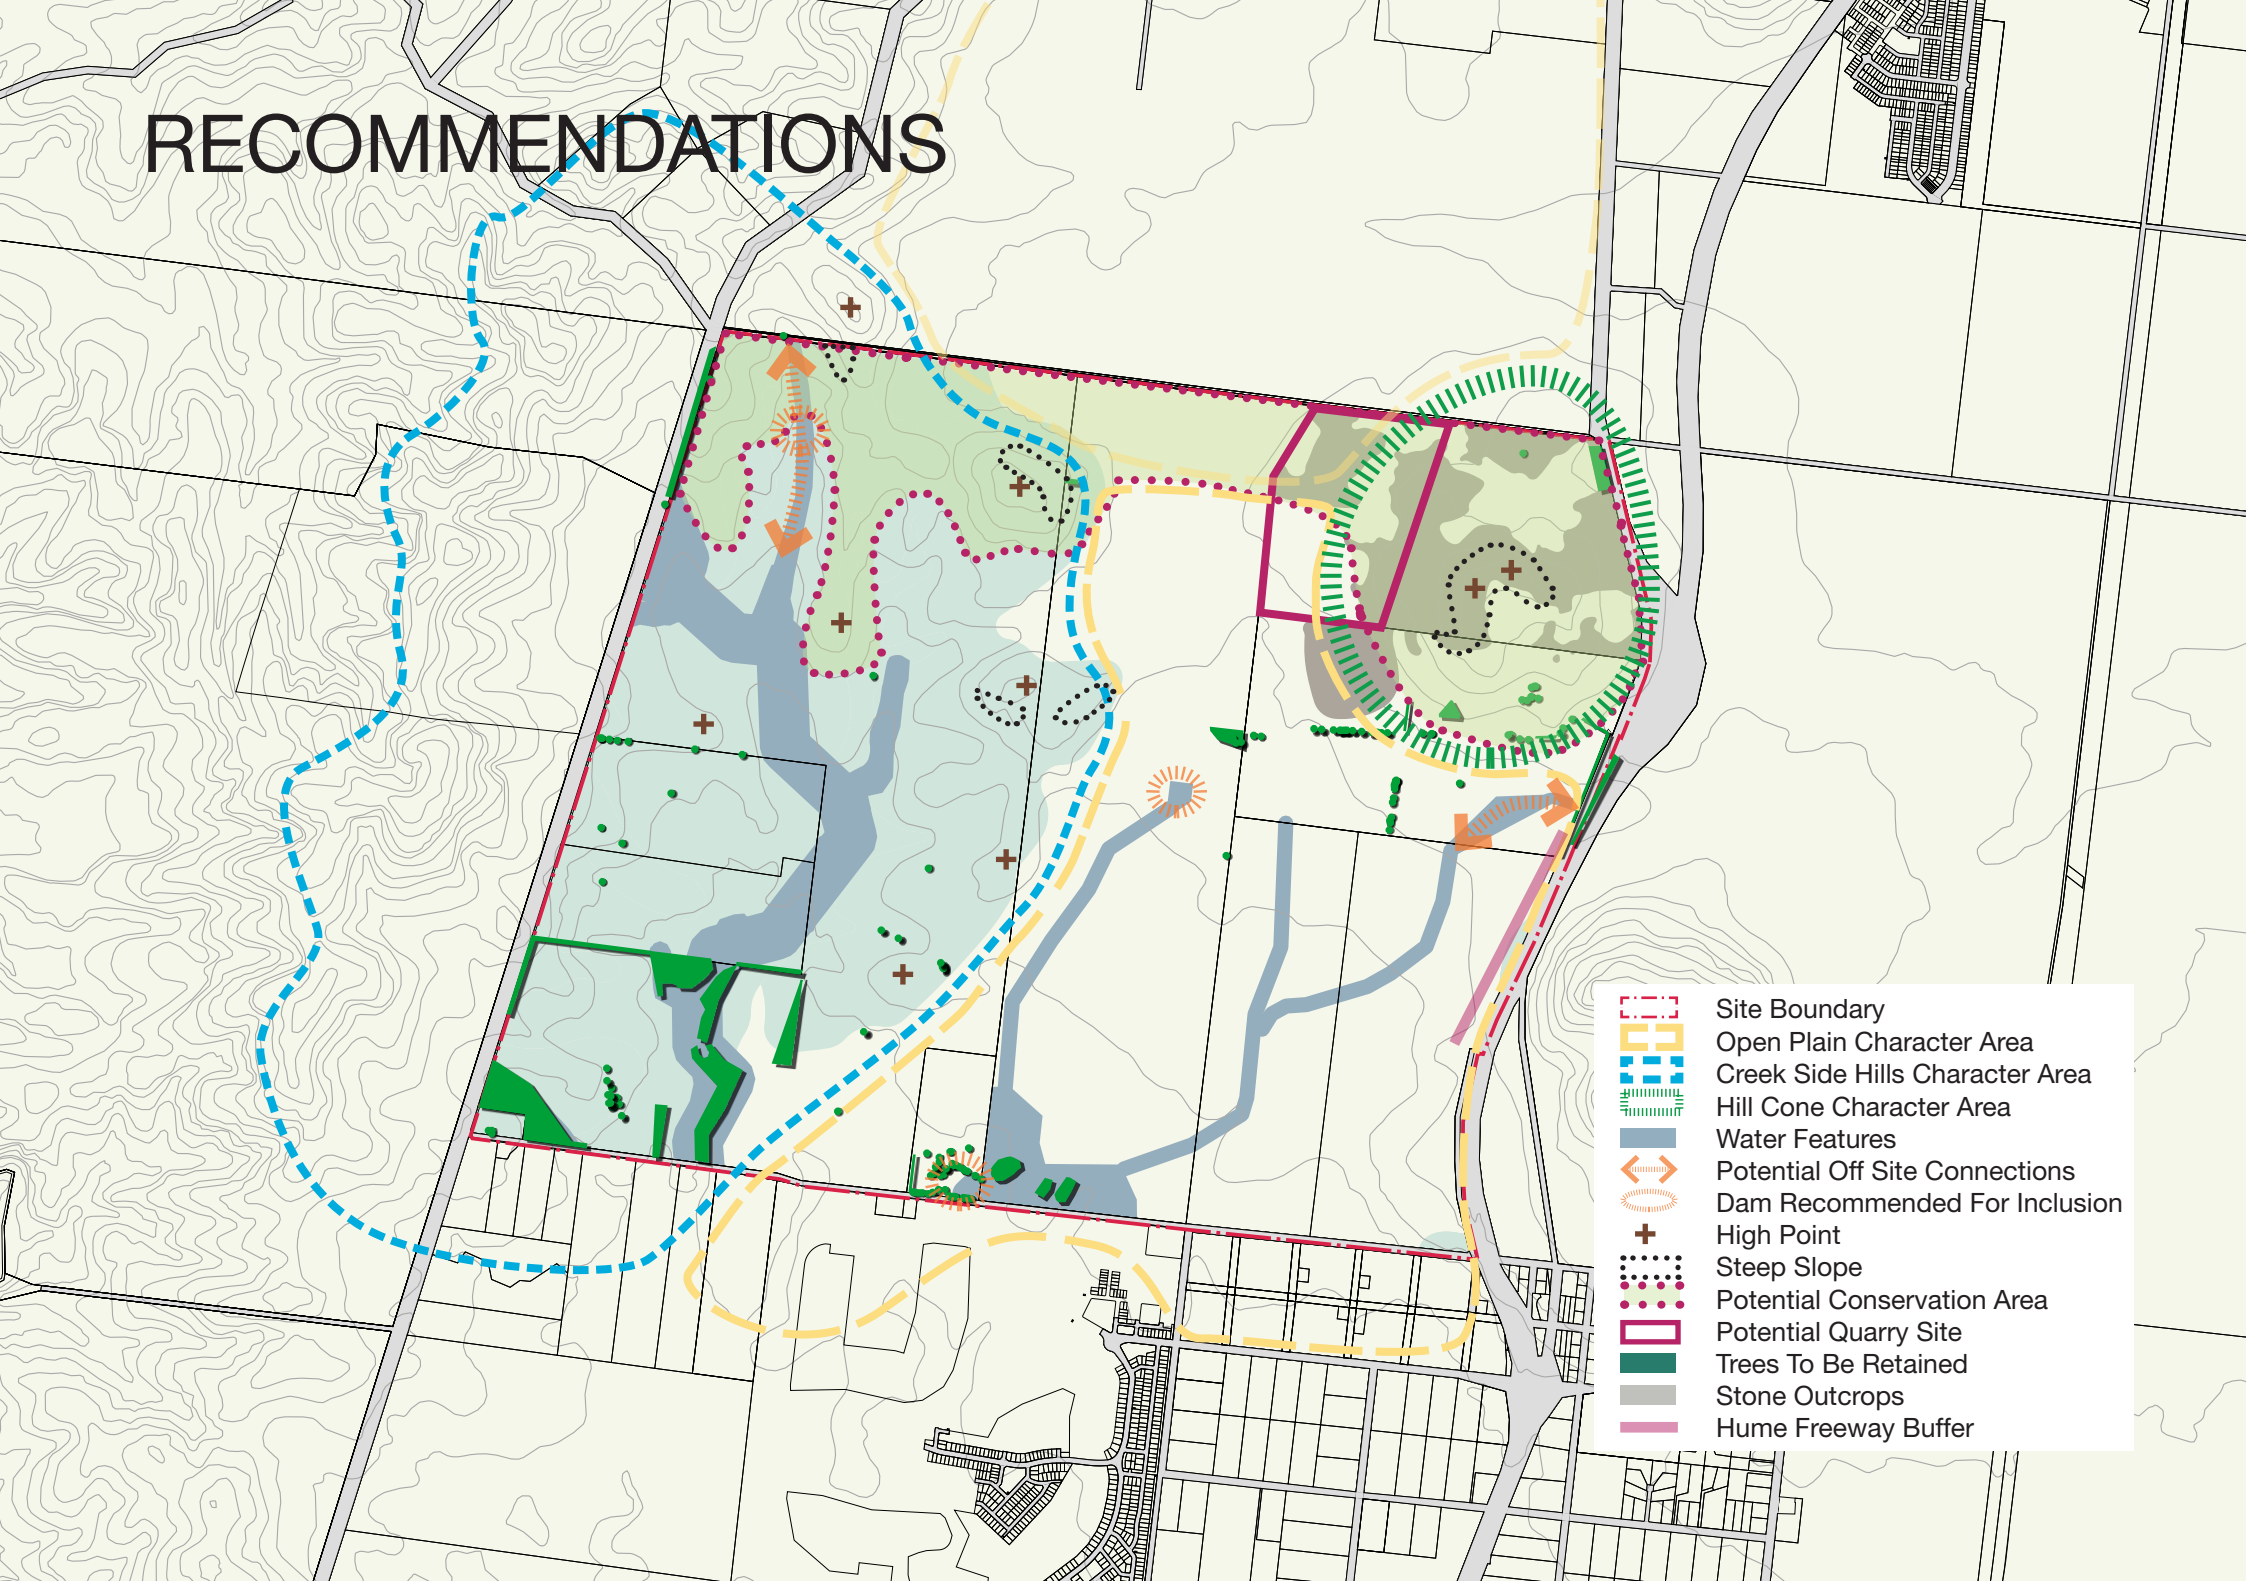 RECOMMENDATIONS
Site Boundary
Open Plain Character Area
Creek Side Hills Character Area
Hill Cone Character Area
Water Features
Potential Off Site Connections
Dam Recommended For Inclusion
High Point
Steep Slope
Potential Conservation Area
Potential Quarry Site
Trees To Be Retained
Stone Outcrops
Hume Freeway Buffer